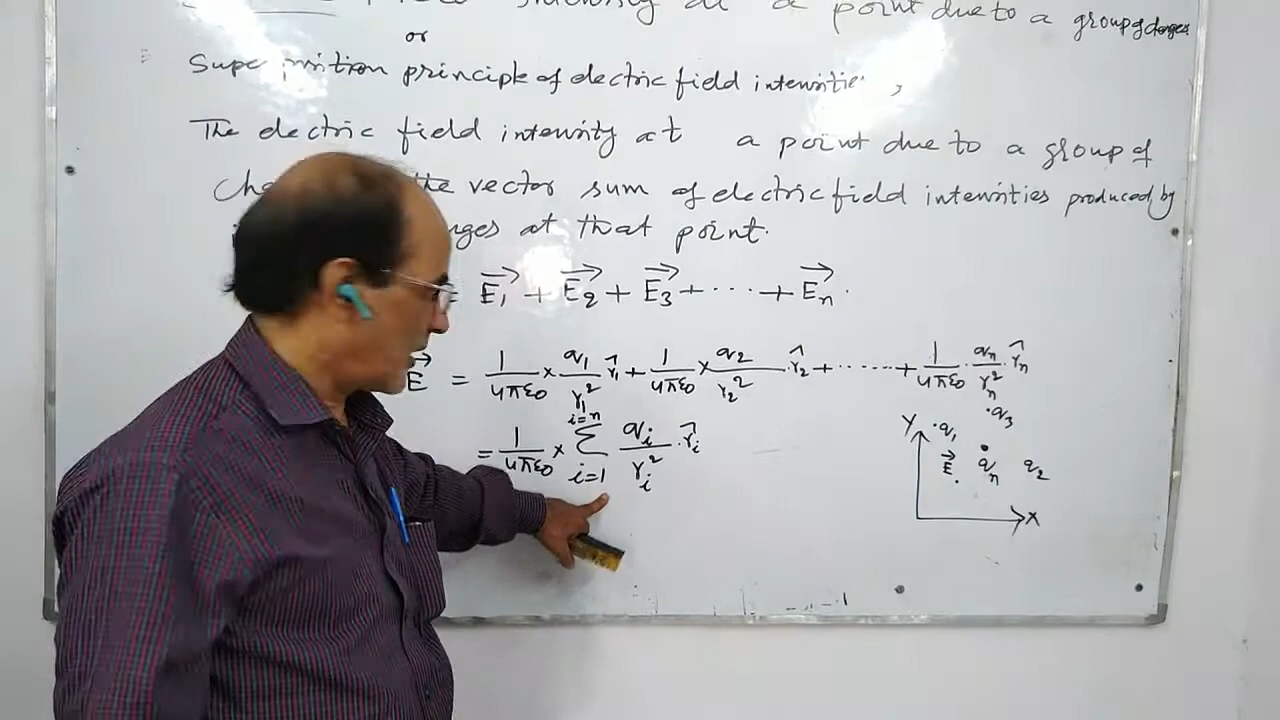 Field intensity at a point due to a group of charges
or
principle of electric field intensities,
The electric field intensity at a point due to a group of
the vector sum of electric field intensities produced by
at that point.
= E₁→ + E₂→ + E₃→ + ..... + Eₙ→.
E→ = 1/4πε₀ × q₁/r₁² r̂₁ + 1/4πε₀ × q₂/r₂² . r̂₂ + ...... + 1/4πε₀ . qₙ/rₙ² . r̂ₙ
= 1/4πε₀ × Σ i=1 i=n qᵢ/rᵢ² . r̂ᵢ
.q₃
Y .q₁
E→ . qₙ q₂
X